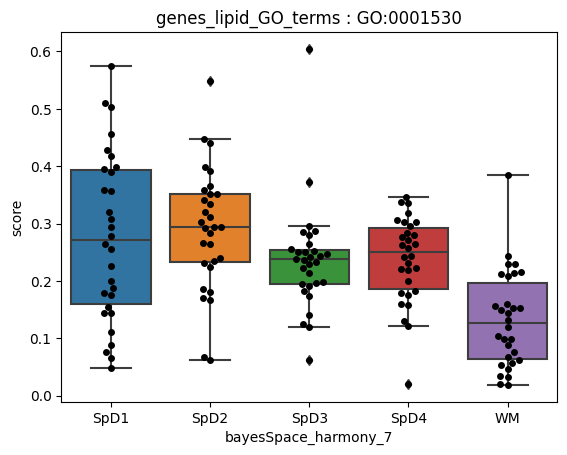 genes_lipid_GO_terms : GO:0001530
score
0.6
0.5
0.4
0.3
0.2
0.1
0.0
SpD1 SpD2 SpD3 SpD4 WM
bayesSpace_harmony_7